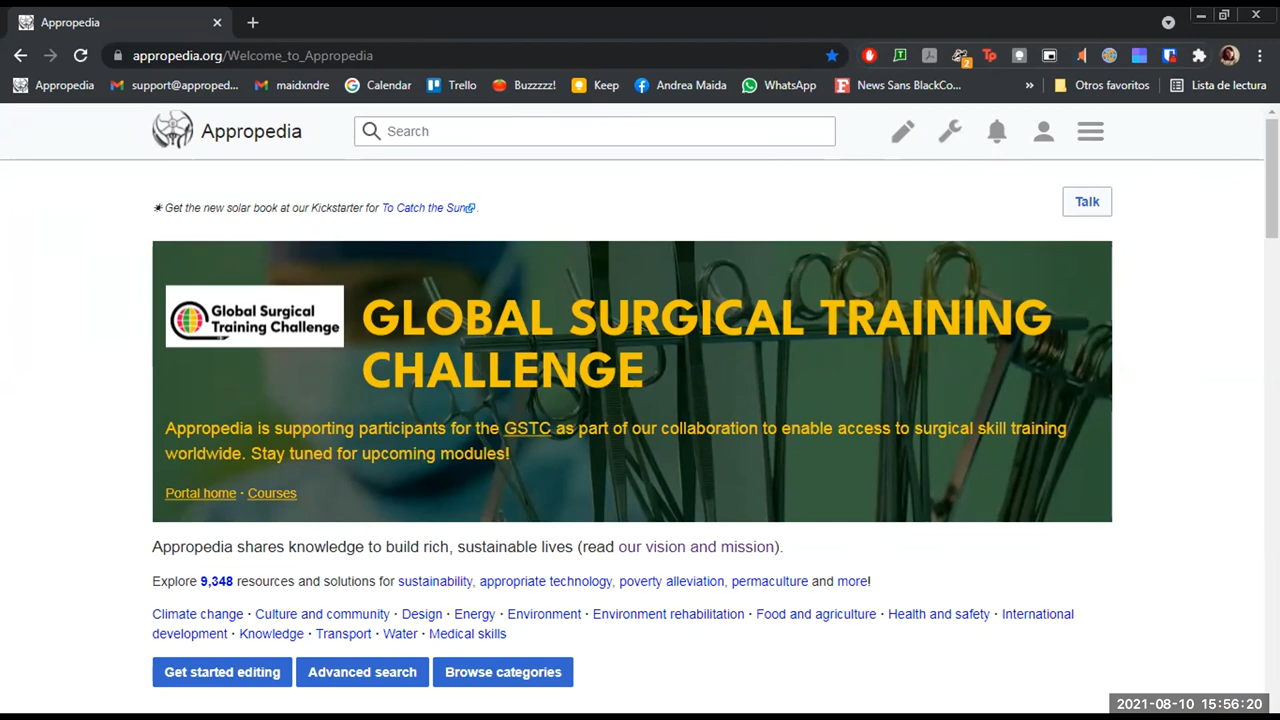 Appropedia
appropedia.org/Welcome_to_Appropedia
2
Appropedia support@approped... maidxndre Calendar Trello Buzzzzz! Keep Andrea Maida WhatsApp News Sans BlackCo... » Otros favoritos Lista de lectura
Appropedia Search
Get the new solar book at our Kickstarter for To Catch the Sun.
Talk
Global Surgical
Training Challenge
GLOBAL SURGICAL TRAINING
CHALLENGE
Appropedia is supporting participants for the GSTC as part of our collaboration to enable access to surgical skill training
worldwide. Stay tuned for upcoming modules!
Portal home · Courses
Appropedia shares knowledge to build rich, sustainable lives (read our vision and mission).
Explore 9,348 resources and solutions for sustainability, appropriate technology, poverty alleviation, permaculture and more!
Climate change · Culture and community · Design · Energy · Environment · Environment rehabilitation · Food and agriculture · Health and safety · International
development · Knowledge · Transport · Water · Medical skills
Get started editing Advanced search Browse categories
2021-08-10 15:56:20